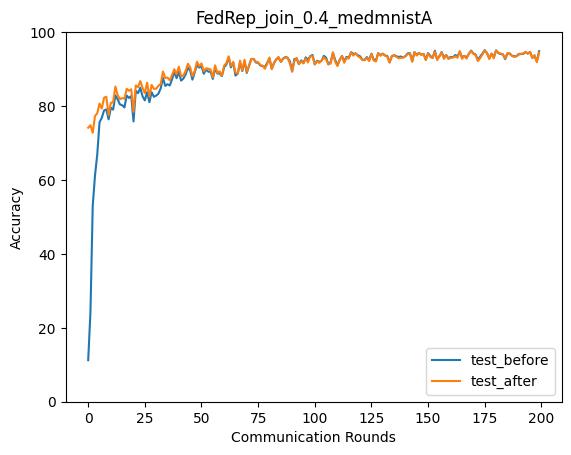 FedRep_join_0.4_medmnistA
100
80
60
40
20
0
Accuracy
0 25 50 75 100 125 150 175 200
Communication Rounds
test_before
test_after